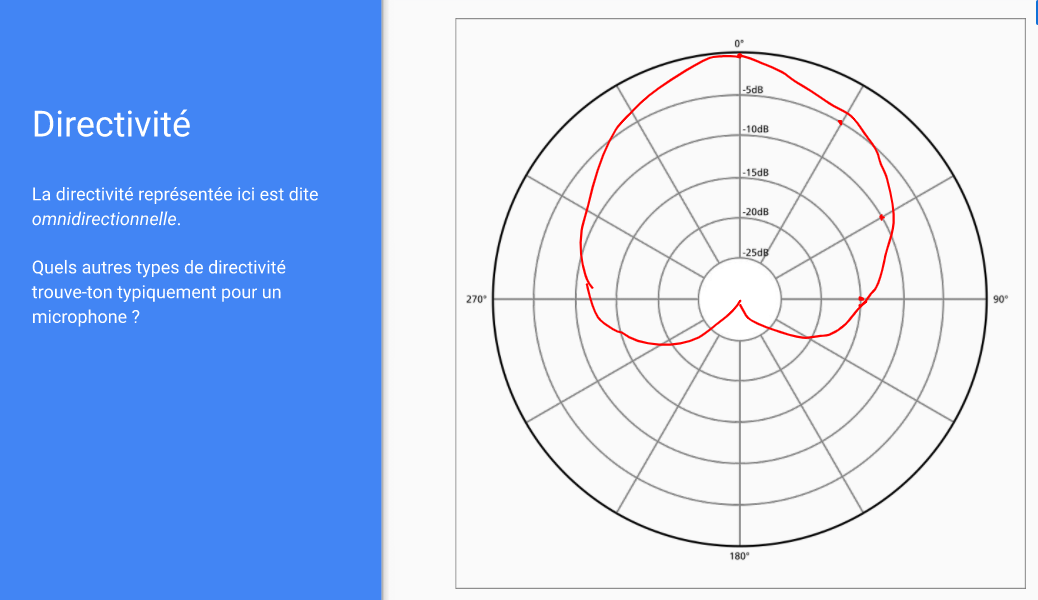 Directivité
La directivité représentée ici est dite
omnidirectionnelle.
Quels autres types de directivité
trouve-ton typiquement pour un
microphone ?
0°
-5dB
-10dB
-15dB
-20dB
-25dB
270°
90°
180°